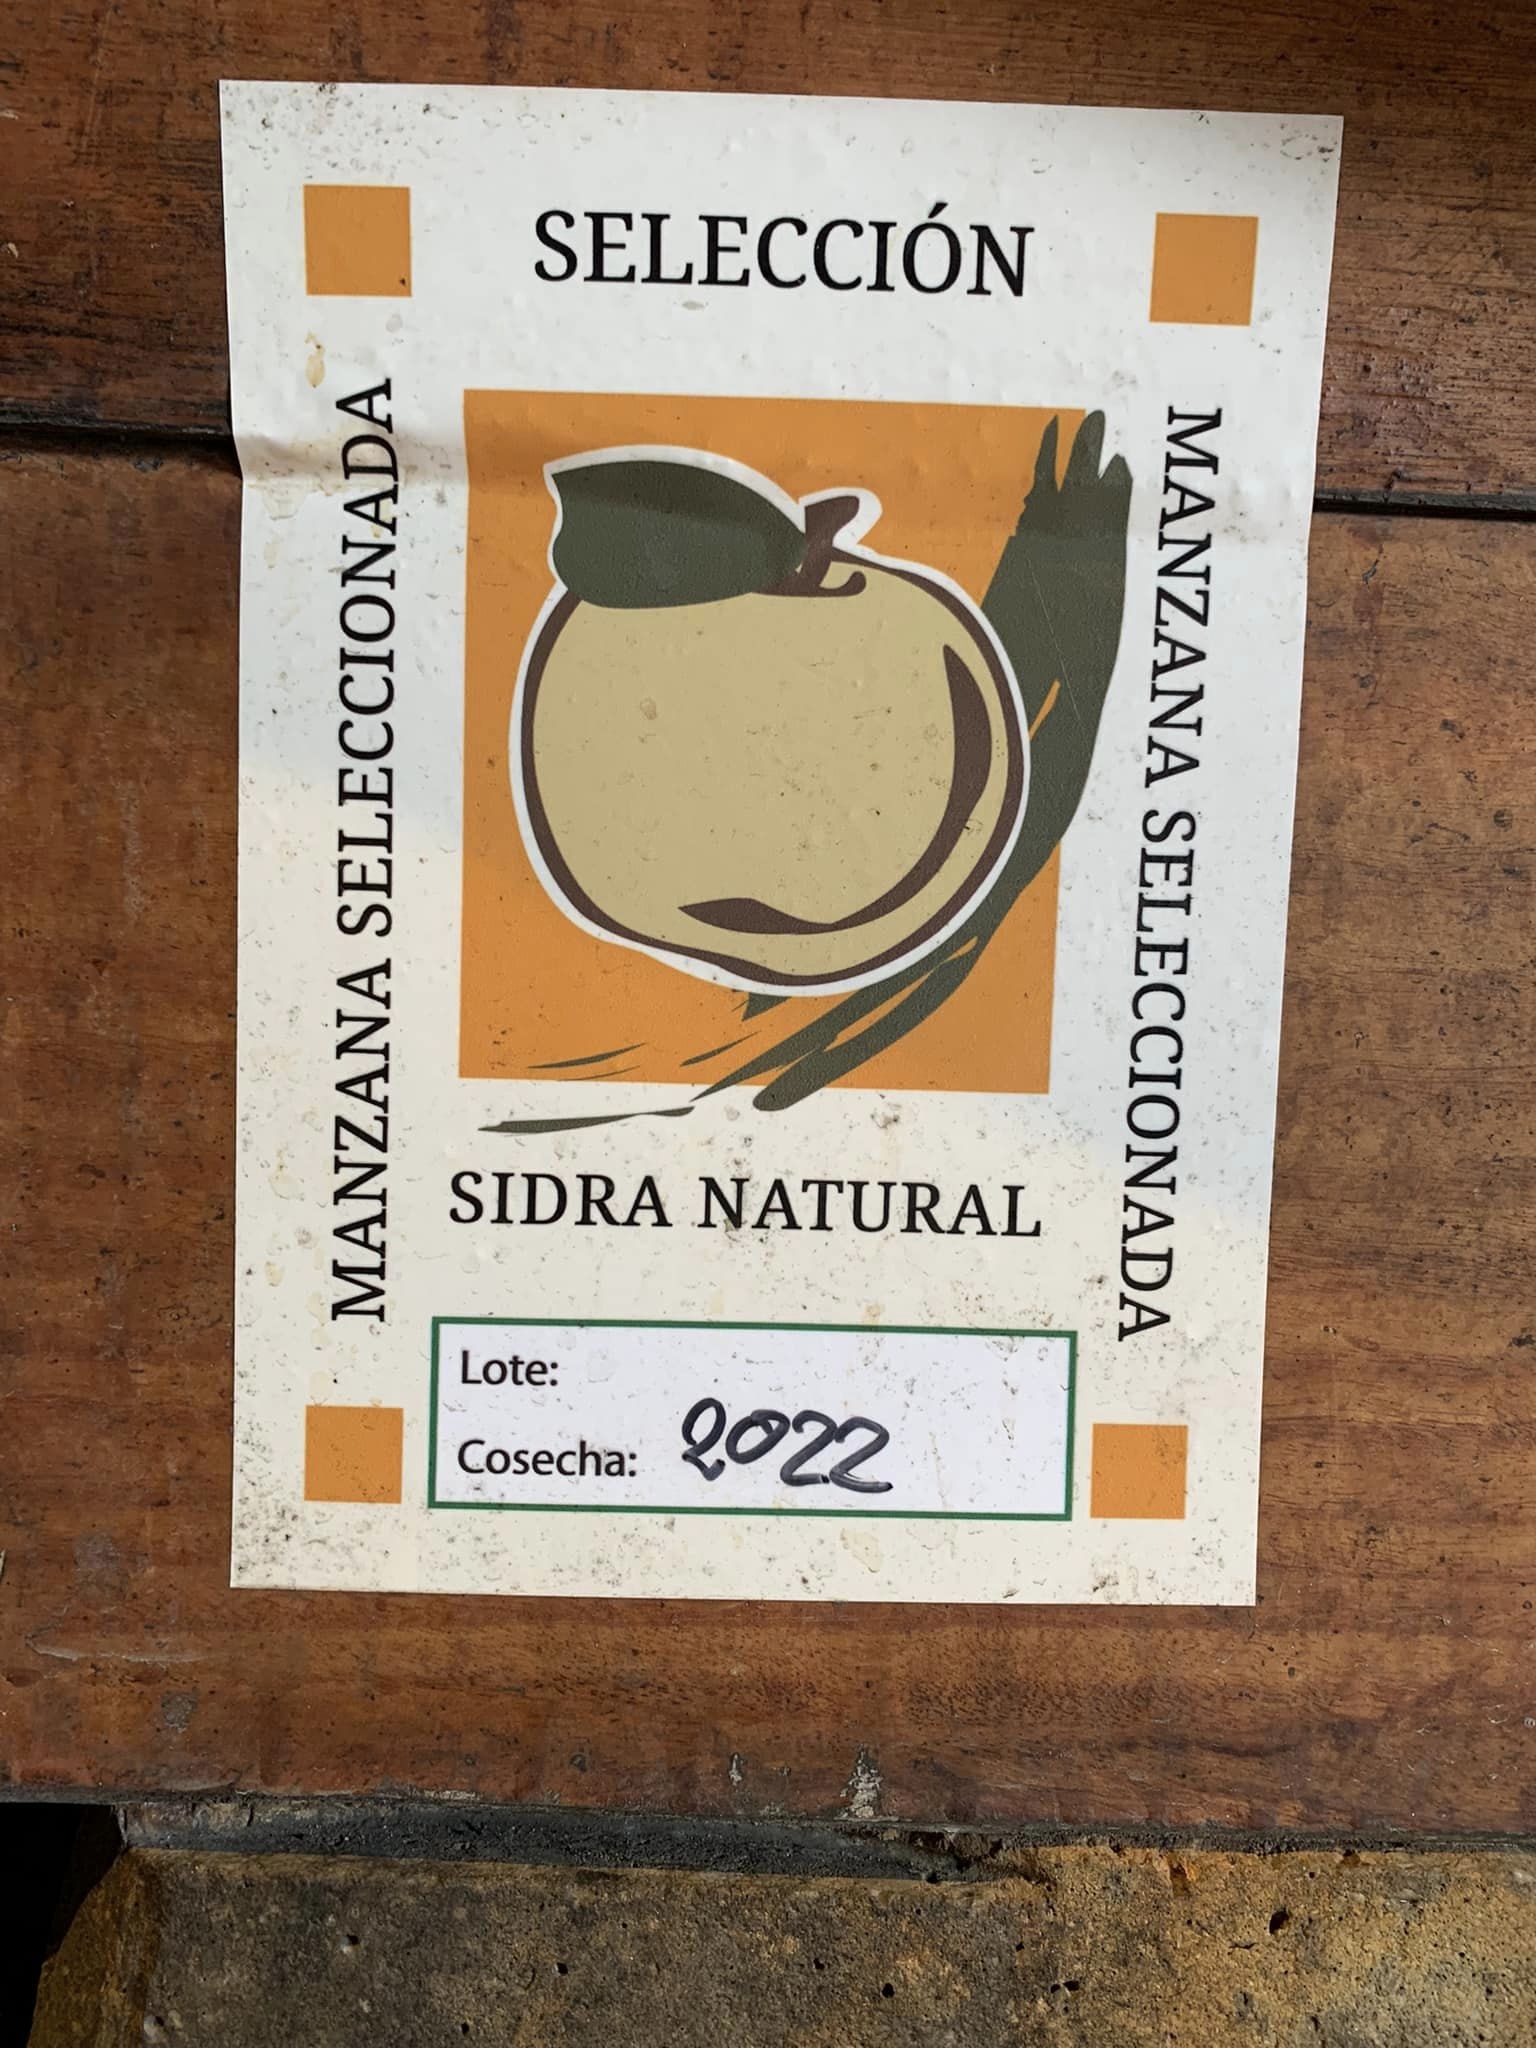 SELECCIÓN
MANZANA SELECCIONADA
MANZANA SELECCIONADA
SIDRA NATURAL
Lote:
Cosecha: 2022